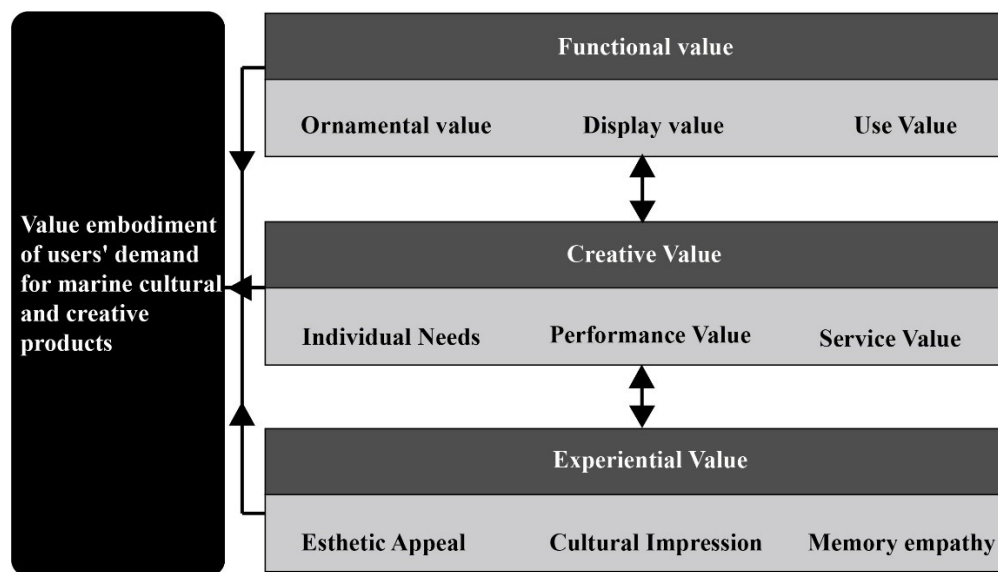 Value embodiment
of users' demand
for marine cultural
and creative
products
Functional value
Ornamental value Display value Use Value
Creative Value
Individual Needs Performance Value Service Value
Experiential Value
Esthetic Appeal Cultural Impression Memory empathy